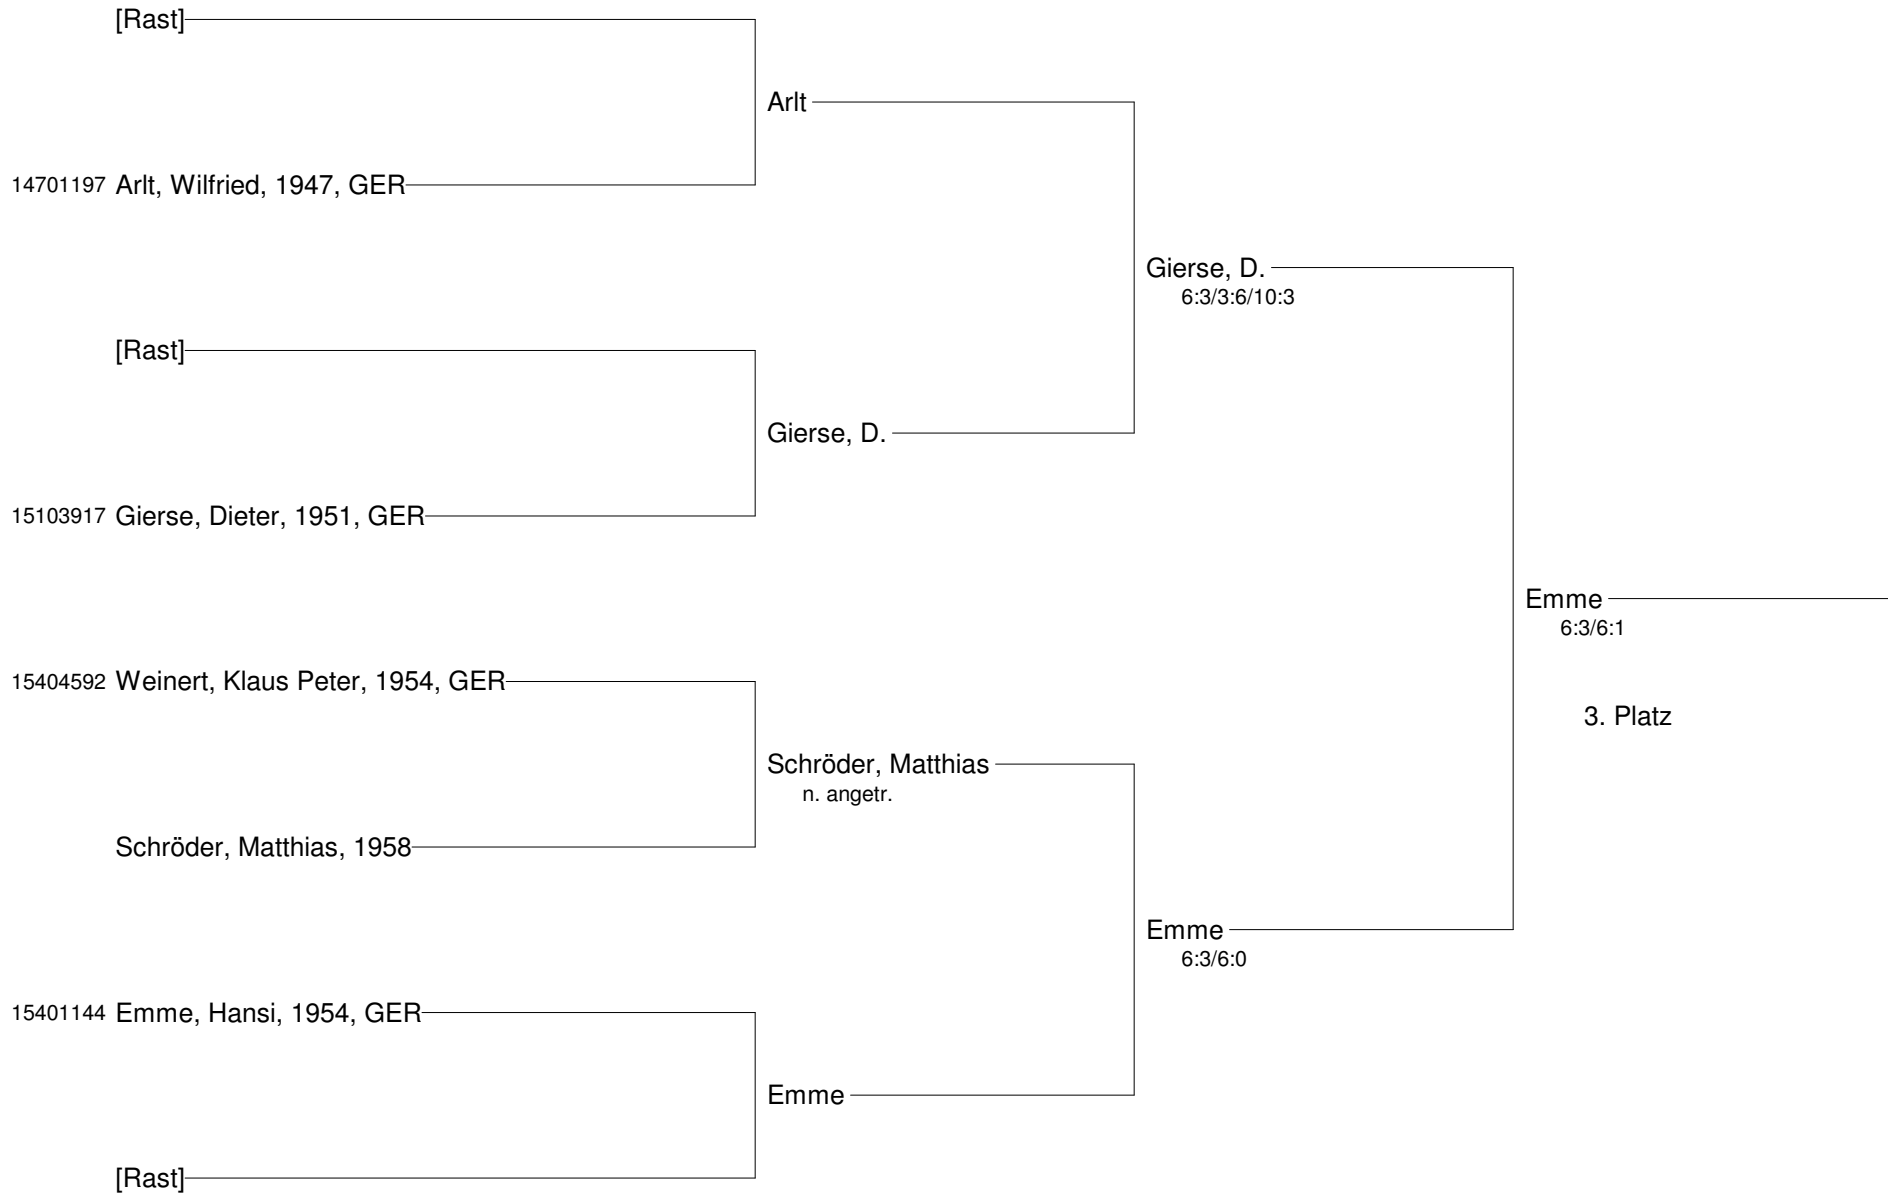 [Rast]
Arlt
14701197 Arlt, Wilfried, 1947, GER
Gierse, D.
6:3/3:6/10:3
[Rast]
Gierse, D.
15103917 Gierse, Dieter, 1951, GER
Emme
6:3/6:1
15404592 Weinert, Klaus Peter, 1954, GER
3. Platz
Schröder, Matthias
n. angetr.
Schröder, Matthias, 1958
Emme
6:3/6:0
15401144 Emme, Hansi, 1954, GER
Emme
[Rast]